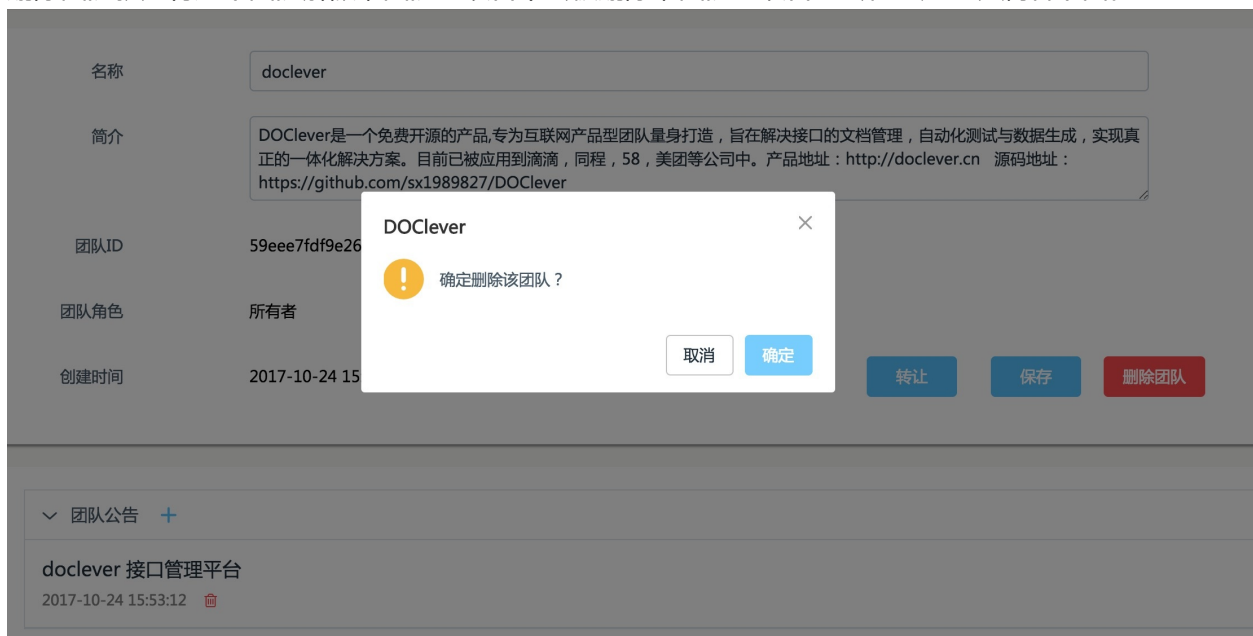 名称
doclever
简介
DOClever是一个免费开源的产品,专为互联网产品型团队量身打造，旨在解决接口的文档管理，自动化测试与数据生成，实现真
正的一体化解决方案。目前已被应用到滴滴，同程，58，美团等公司中。产品地址：http://doclever.cn 源码地址：
https://github.com/sx1989827/DOClever
DOClever
团队ID
59eee7fdf9e26
确定删除该团队？
团队角色
所有者
取消
确定
创建时间
2017-10-24 15
转让
保存
删除团队
团队公告
doclever 接口管理平台
2017-10-24 15:53:12